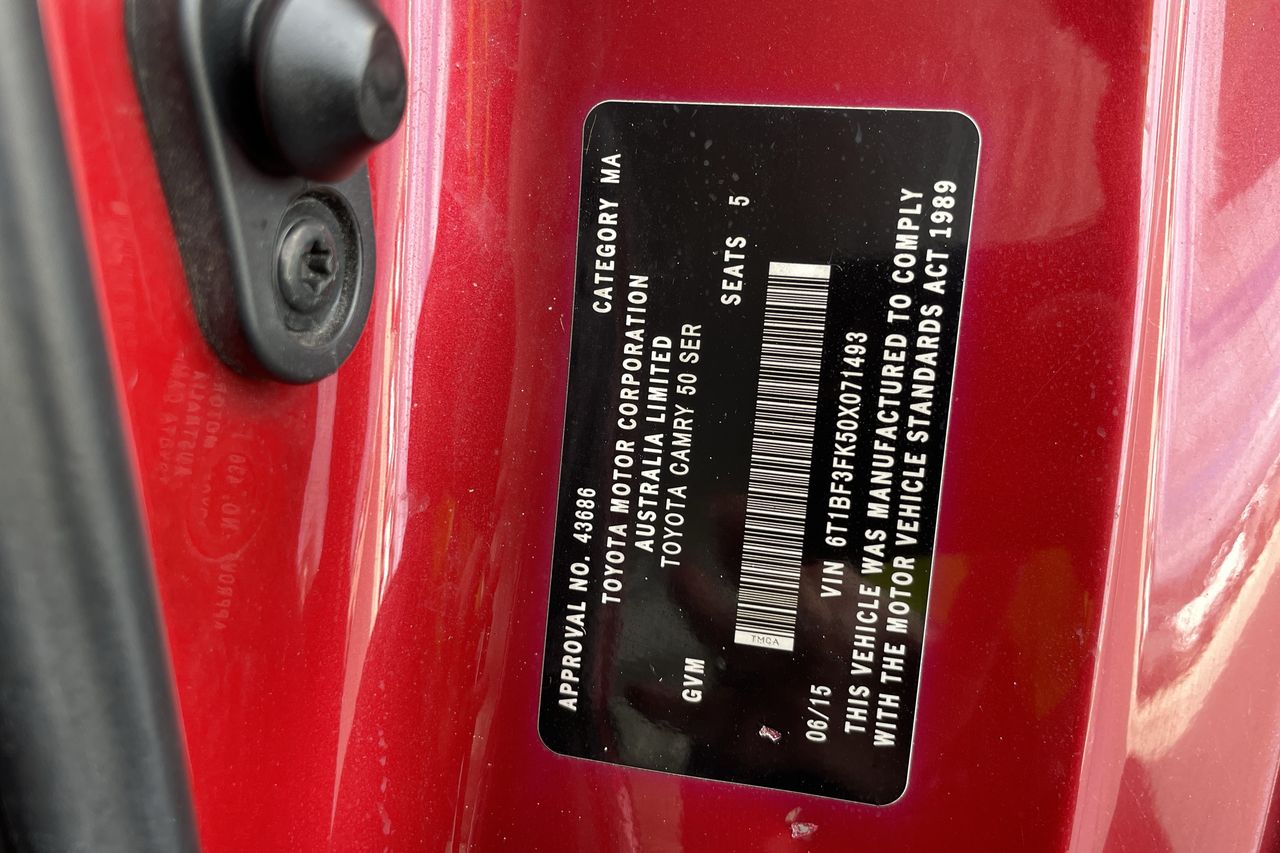 APPROVAL NO. 43686 CATEGORY MA
TOYOTA MOTOR CORPORATION
AUSTRALIA LIMITED
TOYOTA CAMRY 50 SER
GVM SEATS 5
TMCA
06/15 VIN 6T1BF3FK50X071493
THIS VEHICLE WAS MANUFACTURED TO COMPLY
WITH THE MOTOR VEHICLE STANDARDS ACT 1989